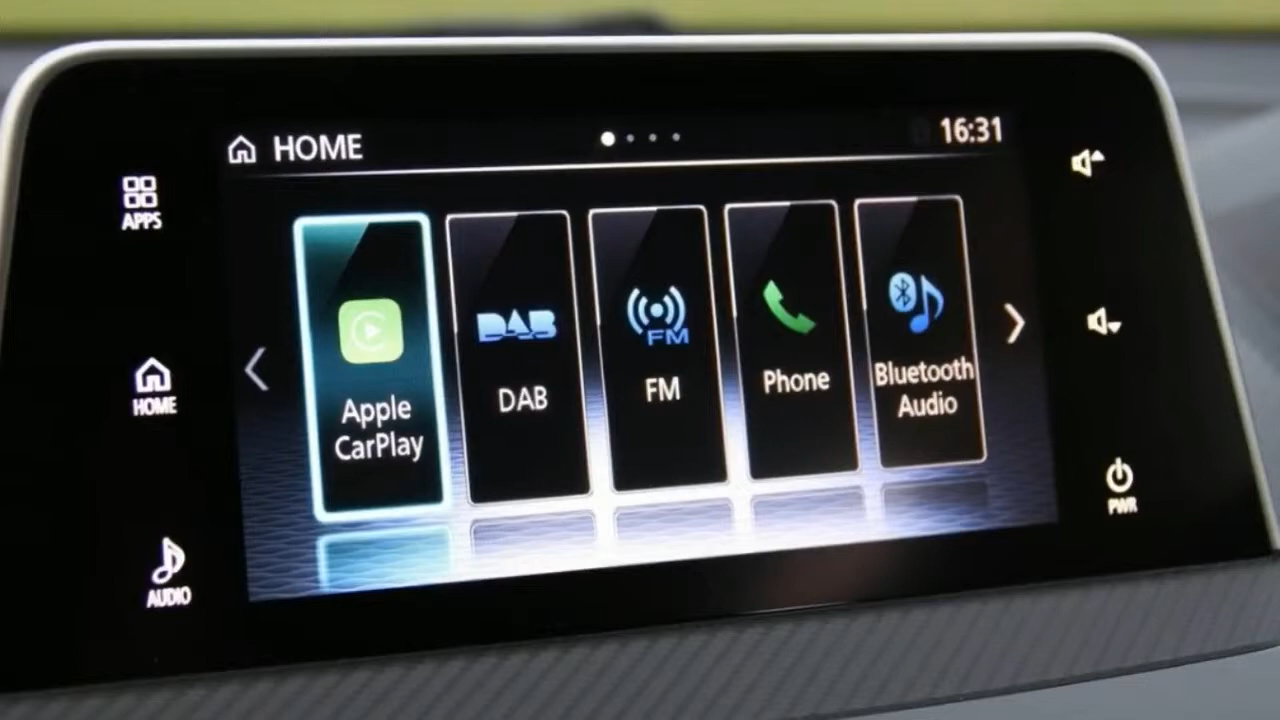 HOME
16:31
APPS
HOME
AUDIO
Apple
CarPlay
DAB
DAB
FM
FM
Phone
Bluetooth
Audio
PWR